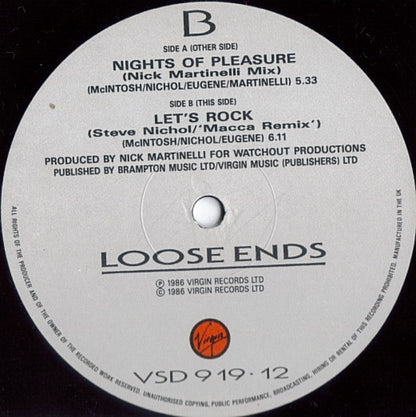 B
SIDE A (OTHER SIDE)
NIGHTS OF PLEASURE
(Nick Martinelli Mix)
(McINTOSH/NICHOL/EUGENE/MARTINELLI) 5.33
SIDE B (THIS SIDE)
LET'S ROCK
(Steve Nichol/'Macca Remix')
(McINTOSH/NICHOL/EUGENE) 6.11
PRODUCED BY NICK MARTINELLI FOR WATCHOUT PRODUCTIONS
PUBLISHED BY BRAMPTON MUSIC LTD/VIRGIN MUSIC (PUBLISHERS) LTD
LOOSE ENDS
℗ 1986 VIRGIN RECORDS LTD
© 1986 VIRGIN RECORDS LTD
Virgin
VSD 919·12
ALL RIGHTS OF THE PRODUCER AND OF THE OWNER OF THE RECORDED WORK RESERVED. UNAUTHORISED COPYING, PUBLIC PERFORMANCE, BROADCASTING, HIRING OR RENTAL OF THIS RECORDING PROHIBITED. MANUFACTURED IN THE UK